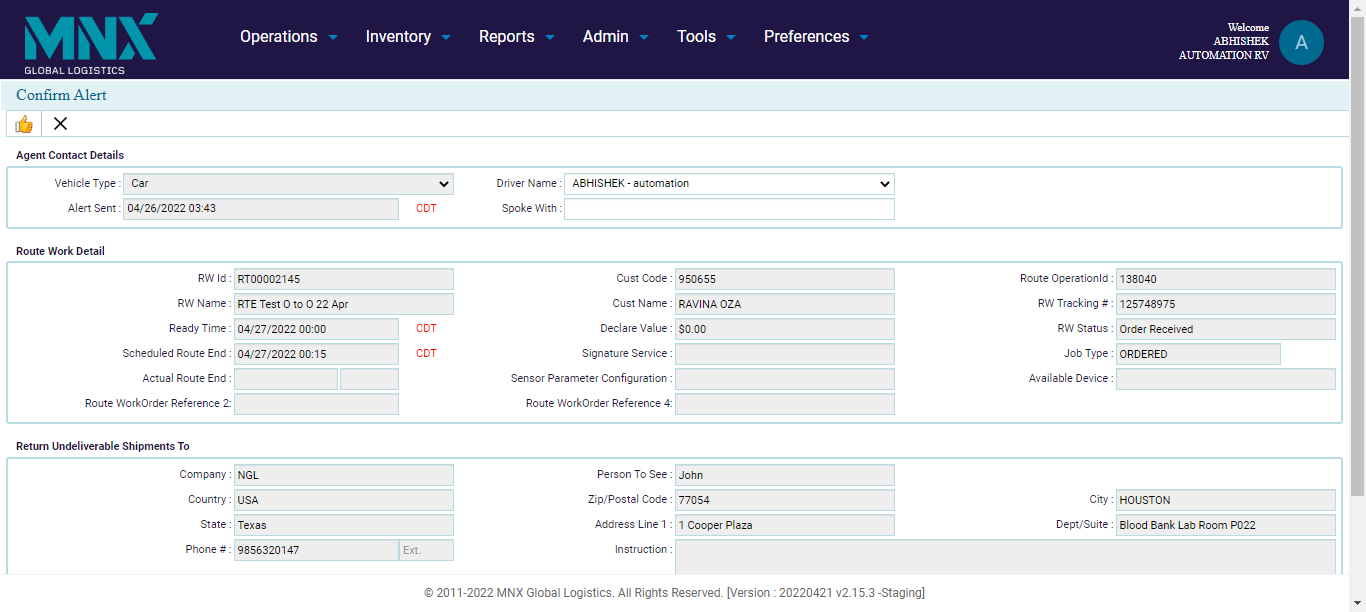 MNX
GLOBAL LOGISTICS
Operations Inventory Reports Admin Tools Preferences
Welcome
ABHISHEK
AUTOMATION RV
A
Confirm Alert
Agent Contact Details
Vehicle Type : Car Driver Name : ABHISHEK - automation
Alert Sent : 04/26/2022 03:43 CDT Spoke With :
Route Work Detail
RW Id : RT00002145 Cust Code : 950655 Route OperationId : 138040
RW Name : RTE Test O to O 22 Apr Cust Name : RAVINA OZA RW Tracking # : 125748975
Ready Time : 04/27/2022 00:00 CDT Declare Value : $0.00 RW Status : Order Received
Scheduled Route End : 04/27/2022 00:15 CDT Signature Service : Job Type : ORDERED
Actual Route End : Sensor Parameter Configuration : Available Device :
Route WorkOrder Reference 2: Route WorkOrder Reference 4:
Return Undeliverable Shipments To
Company : NGL Person To See : John
Country : USA Zip/Postal Code : 77054 City : HOUSTON
State : Texas Address Line 1 : 1 Cooper Plaza Dept/Suite : Blood Bank Lab Room P022
Phone # : 9856320147 Ext. Instruction :
© 2011-2022 MNX Global Logistics. All Rights Reserved. [Version : 20220421 v2.15.3 -Staging]